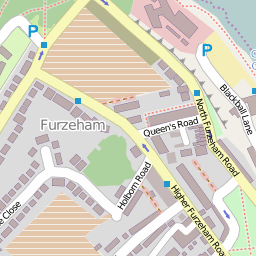 P
P
Blackball Lane
North Furzeham Road
Furzeham
Queen's Road
Holborn Road
Higher Furzeham Road
e Close